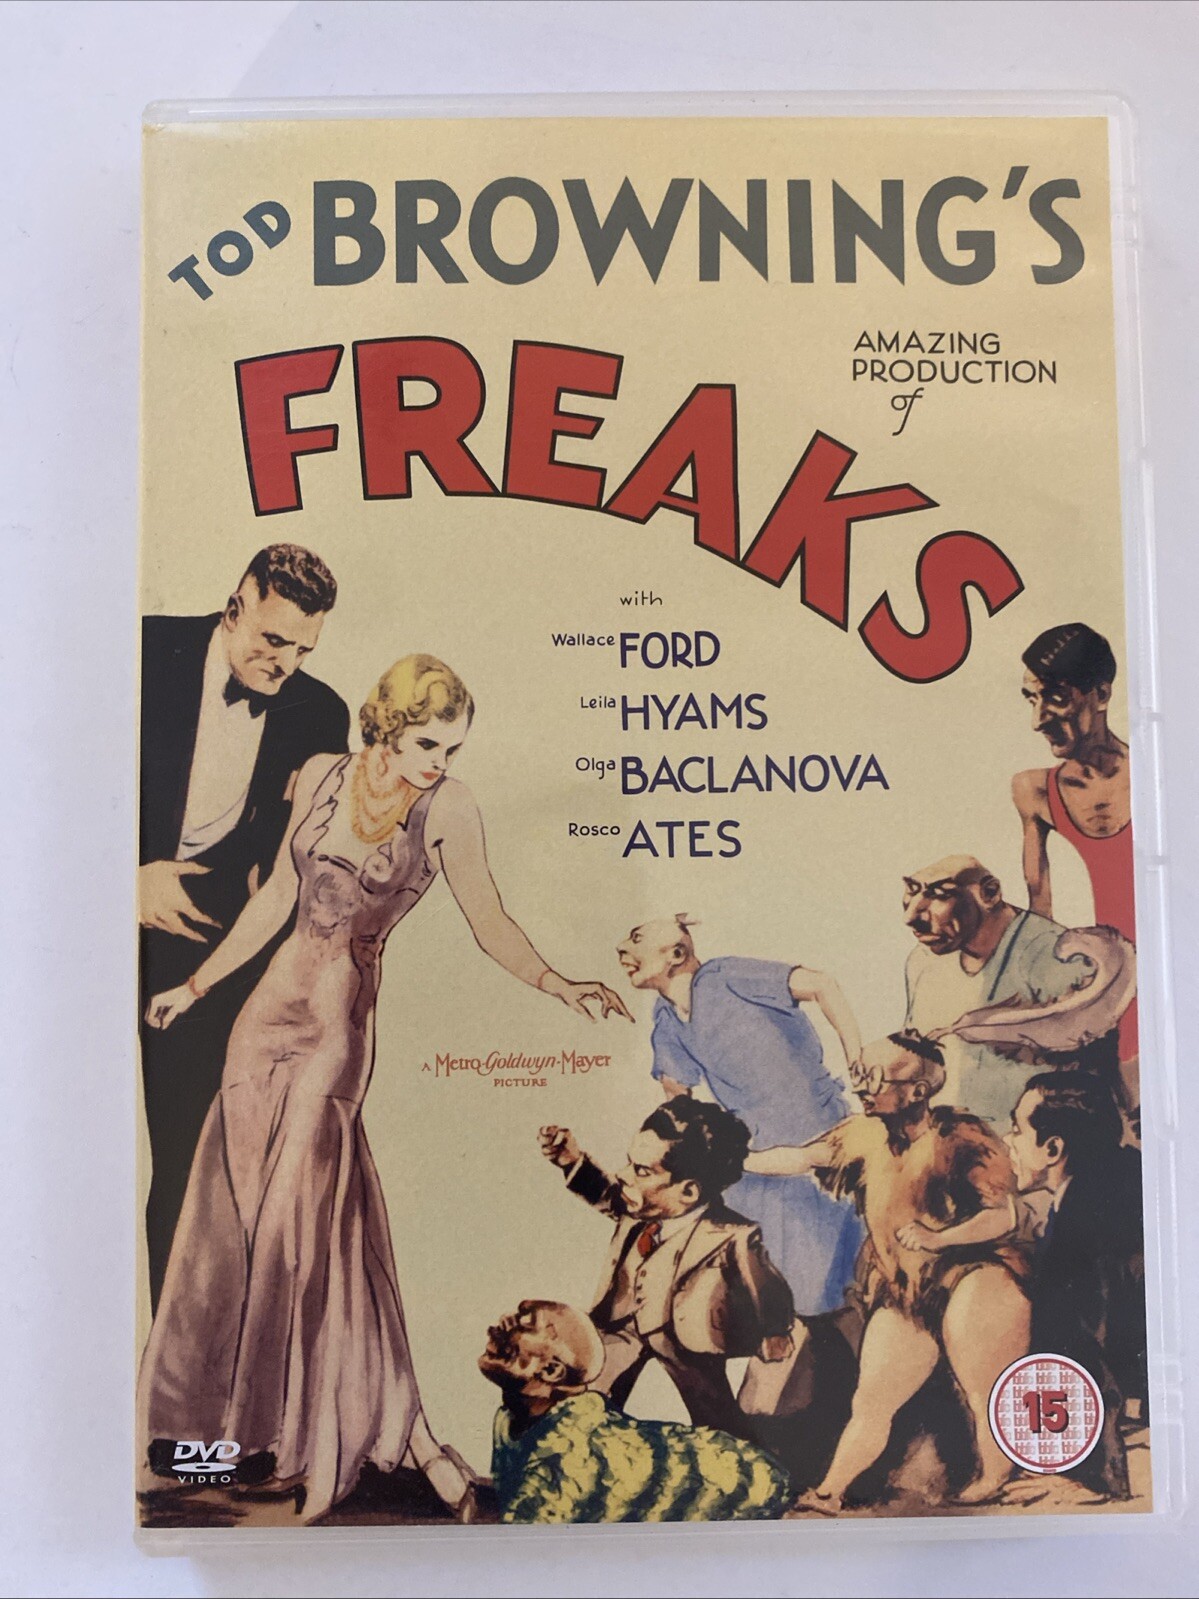 TOD BROWNING'S
AMAZING
PRODUCTION
of
FREAKS
with
Wallace FORD
Leila HYAMS
Olga BACLANOVA
Rosco ATES
A Metro-Goldwyn-Mayer
PICTURE
DVD
VIDEO
15